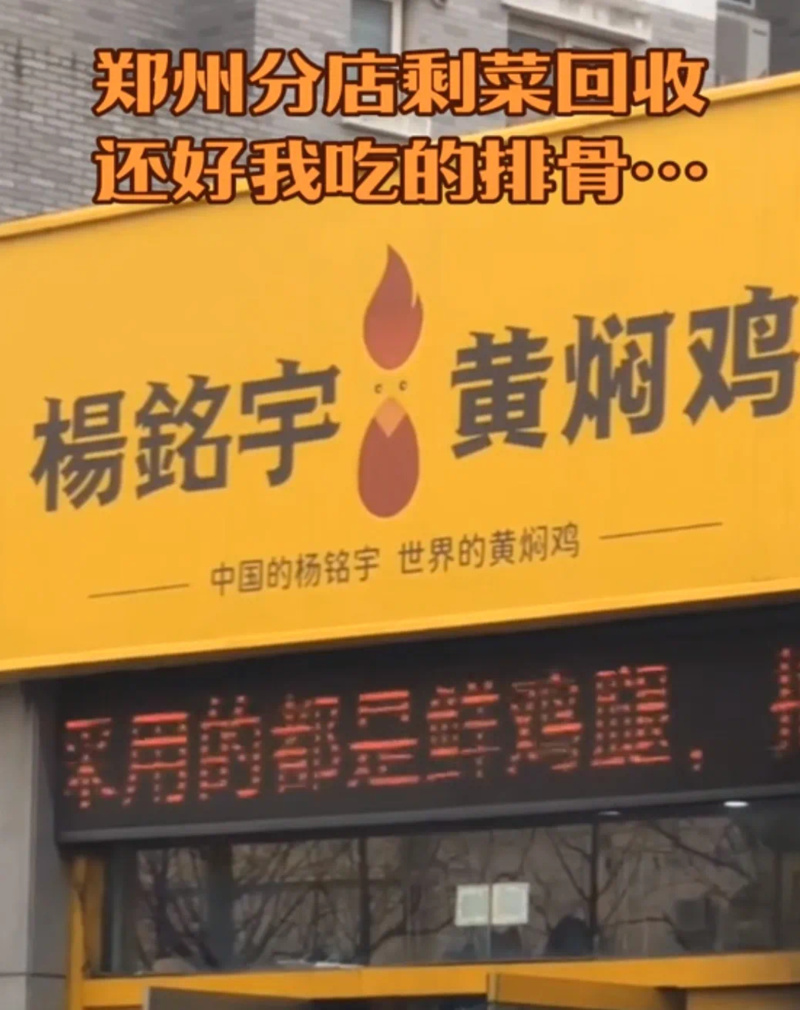 郑州分店剩菜回收
还好我吃的排骨…
楊銘宇 黄焖鸡
中国的杨铭宇 世界的黄焖鸡
采用的都是鲜鸡腿，